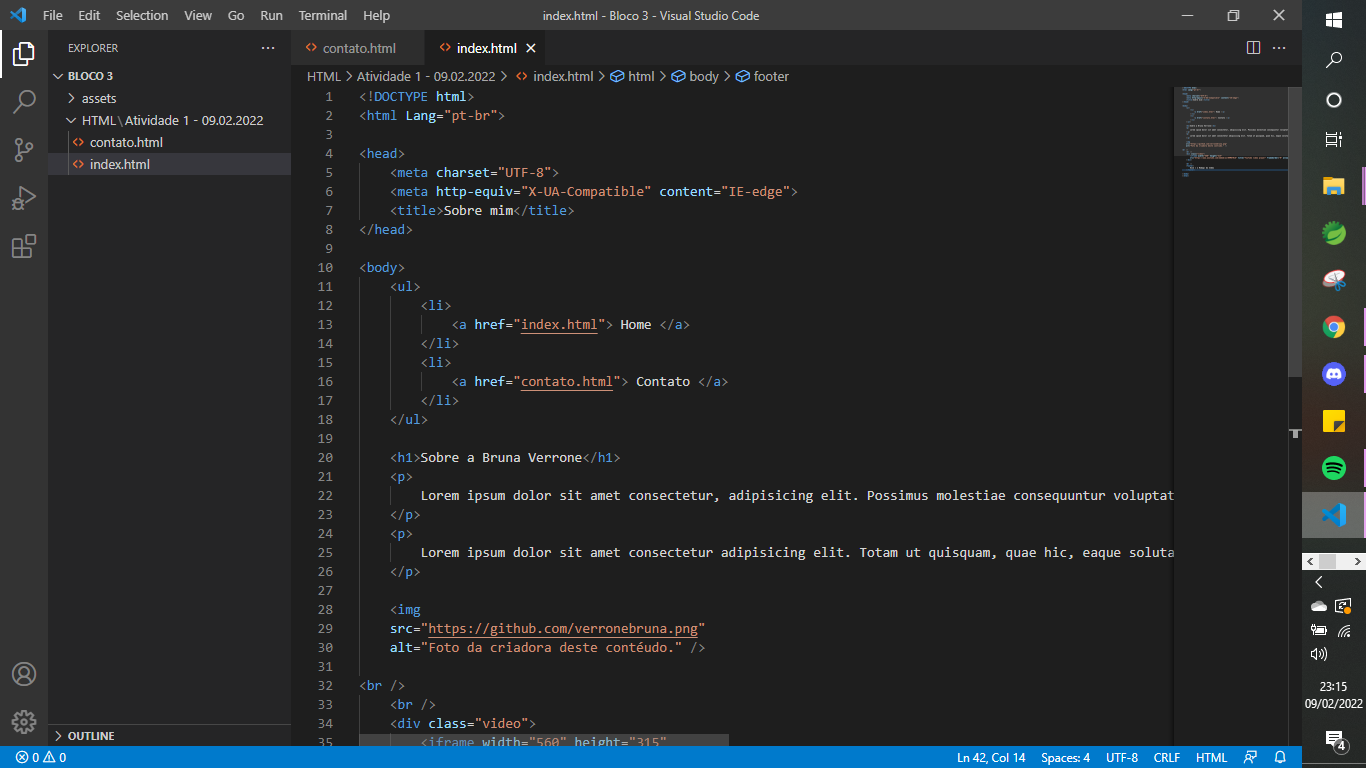 File Edit Selection View Go Run Terminal Help
index.html - Bloco 3 - Visual Studio Code
EXPLORER
BLOCO 3
assets
HTML\Atividade 1 - 09.02.2022
contato.html
index.html
OUTLINE
contato.html
index.html
HTML > Atividade 1 - 09.02.2022 > index.html > html > body > footer
1 <!DOCTYPE html>
2 <html Lang="pt-br">
3
4 <head>
5 <meta charset="UTF-8">
6 <meta http-equiv="X-UA-Compatible" content="IE-edge">
7 <title>Sobre mim</title>
8 </head>
9
10 <body>
11 <ul>
12 <li>
13 <a href="index.html"> Home </a>
14 </li>
15 <li>
16 <a href="contato.html"> Contato </a>
17 </li>
18 </ul>
19
20 <h1>Sobre a Bruna Verrone</h1>
21 <p>
22 Lorem ipsum dolor sit amet consectetur, adipisicing elit. Possimus molestiae consequuntur voluptat
23 </p>
24 <p>
25 Lorem ipsum dolor sit amet consectetur adipisicing elit. Totam ut quisquam, quae hic, eaque soluta
26 </p>
27
28 <img
29 src="https://github.com/verronebruna.png"
30 alt="Foto da criadora deste contéudo." />
31
32 <br />
33 <br />
34 <div class="video">
35 <iframe width="560" height="315"
0 0
Ln 42, Col 14 Spaces: 4 UTF-8 CRLF HTML
23:15
09/02/2022
4